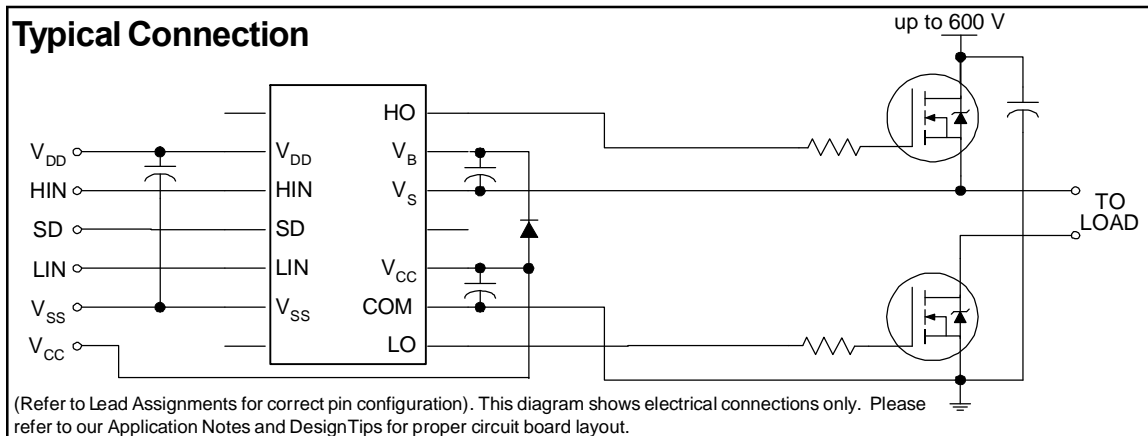 Typical Connection
up to 600 V
HO
V_DD
V_DD
V_B
HIN
HIN
V_S
TO
LOAD
SD
SD
LIN
LIN
V_CC
V_SS
V_SS
COM
V_CC
LO
(Refer to Lead Assignments for correct pin configuration). This diagram shows electrical connections only. Please
refer to our Application Notes and DesignTips for proper circuit board layout.